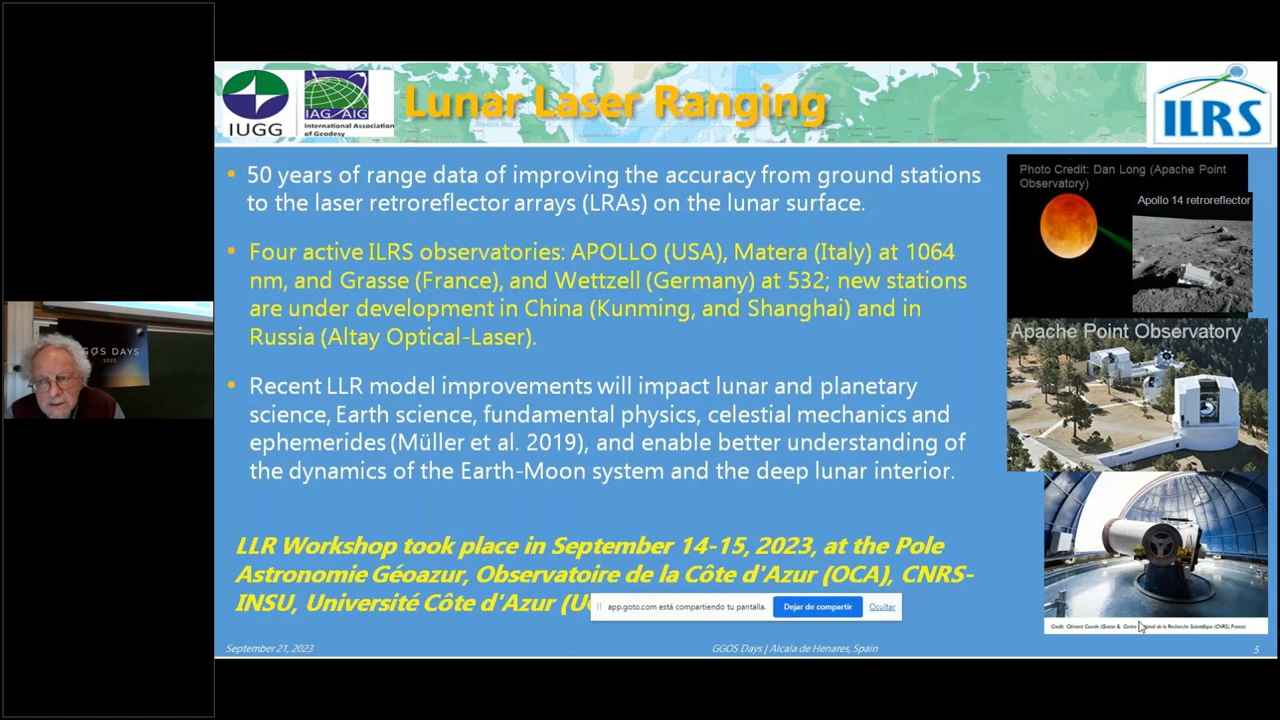 IUGG
IAG AIG
International Association
of Geodesy
Lunar Laser Ranging
ILRS
• 50 years of range data of improving the accuracy from ground stations
to the laser retroreflector arrays (LRAs) on the lunar surface.
• Four active ILRS observatories: APOLLO (USA), Matera (Italy) at 1064
nm, and Grasse (France), and Wettzell (Germany) at 532; new stations
are under development in China (Kunming, and Shanghai) and in
Russia (Altay Optical-Laser).
• Recent LLR model improvements will impact lunar and planetary
science, Earth science, fundamental physics, celestial mechanics and
ephemerides (Müller et al. 2019), and enable better understanding of
the dynamics of the Earth-Moon system and the deep lunar interior.
LLR Workshop took place in September 14-15, 2023, at the Pole
Astronomie Géoazur, Observatoire de la Côte d'Azur (OCA), CNRS-
INSU, Université Côte d'Azur
app.goto.com está compartiendo tu pantalla.
Dejar de compartir
Ocultar
Photo Credit: Dan Long (Apache Point
Observatory)
Apollo 14 retroreflector
Apache Point Observatory
GGOS DAYS
2023
September 21, 2023
GGOS Days | Alcala de Henares, Spain
5